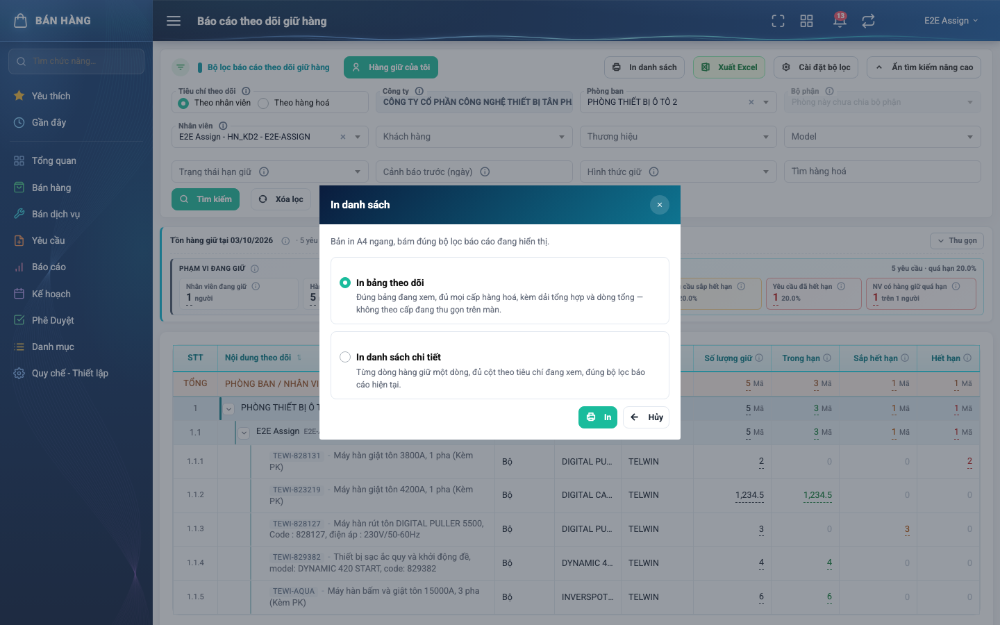 BÁN HÀNG
Báo cáo theo dõi giữ hàng
13
E2E Assign
Tìm chức năng...
Yêu thích
Gần đây
Tổng quan
Bán hàng
Bán dịch vụ
Yêu cầu
Báo cáo
Kế hoạch
Phê Duyệt
Danh mục
Quy chế - Thiết lập
Bộ lọc báo cáo theo dõi giữ hàng
Hàng giữ của tôi
In danh sách
Xuất Excel
Cài đặt bộ lọc
Ẩn tìm kiếm nâng cao
Tiêu chí theo dõi
Theo nhân viên
Theo hàng hoá
Công ty
CÔNG TY CỔ PHẦN CÔNG NGHỆ THIẾT BỊ TÂN PH
Phòng ban
PHÒNG THIẾT BỊ Ô TÔ 2
Bộ phận
Phòng này chưa chia bộ phận
Nhân viên
E2E Assign - HN_KD2 - E2E-ASSIGN
Khách hàng
Thương hiệu
Model
Trạng thái hạn giữ
Cảnh báo trước (ngày)
Hình thức giữ
Tìm hàng hoá
Tìm kiếm
Xóa lọc
Tồn hàng giữ tại 03/10/2026
· 5 yêu
Thu gọn
PHẠM VI ĐANG GIỮ
5 yêu cầu · quá hạn 20.0%
Nhân viên đang giữ
1 người
Hàn
5
cầu sắp hết hạn
20.0%
Yêu cầu đã hết hạn
1 20.0%
NV có hàng giữ quá hạn
1 trên 1 người
In danh sách
Bản in A4 ngang, bám đúng bộ lọc báo cáo đang hiển thị.
In bảng theo dõi
Đúng bảng đang xem, đủ mọi cấp hàng hoá, kèm dải tổng hợp và dòng tổng —
không theo cấp đang thu gọn trên màn.
In danh sách chi tiết
Từng dòng hàng giữ một dòng, đủ cột theo tiêu chí đang xem, đúng bộ lọc báo
cáo hiện tại.
In
Hủy
STT
Nội dung theo dõi
Số lượng giữ
Trong hạn
Sắp hết hạn
Hết hạn
TỔNG
PHÒNG BAN / NHÂN VI
5 Mã
3 Mã
1 Mã
1 Mã
1
PHÒNG THIẾT BỊ Ô T
5 Mã
3 Mã
1 Mã
1 Mã
1.1
E2E Assign E2E-A
5 Mã
3 Mã
1 Mã
1 Mã
1.1.1
TEWI-828131 · Máy hàn giật tôn 3800A, 1 pha (Kèm
PK)
Bộ
DIGITAL PU...
TELWIN
2
0
0
2
1.1.2
TEWI-823219 · Máy hàn giật tôn 4200A, 1 pha (Kèm
PK)
Bộ
DIGITAL CA...
TELWIN
1,234.5
1,234.5
0
0
1.1.3
TEWI-828127 · Máy hàn rút tôn DIGITAL PULLER 5500,
Code : 828127, điện áp : 230V/50-60Hz
Bộ
DIGITAL PU...
TELWIN
3
0
3
0
1.1.4
TEWI-829382 · Thiết bị sạc ắc quy và khởi động đề,
model: DYNAMIC 420 START, code: 829382
Bộ
DYNAMIC 4...
TELWIN
4
4
0
0
1.1.5
TEWI-AQUA · Máy hàn bấm và giật tôn 15000A, 3 pha
(Kèm PK)
Bộ
INVERSPOT...
TELWIN
6
6
0
0